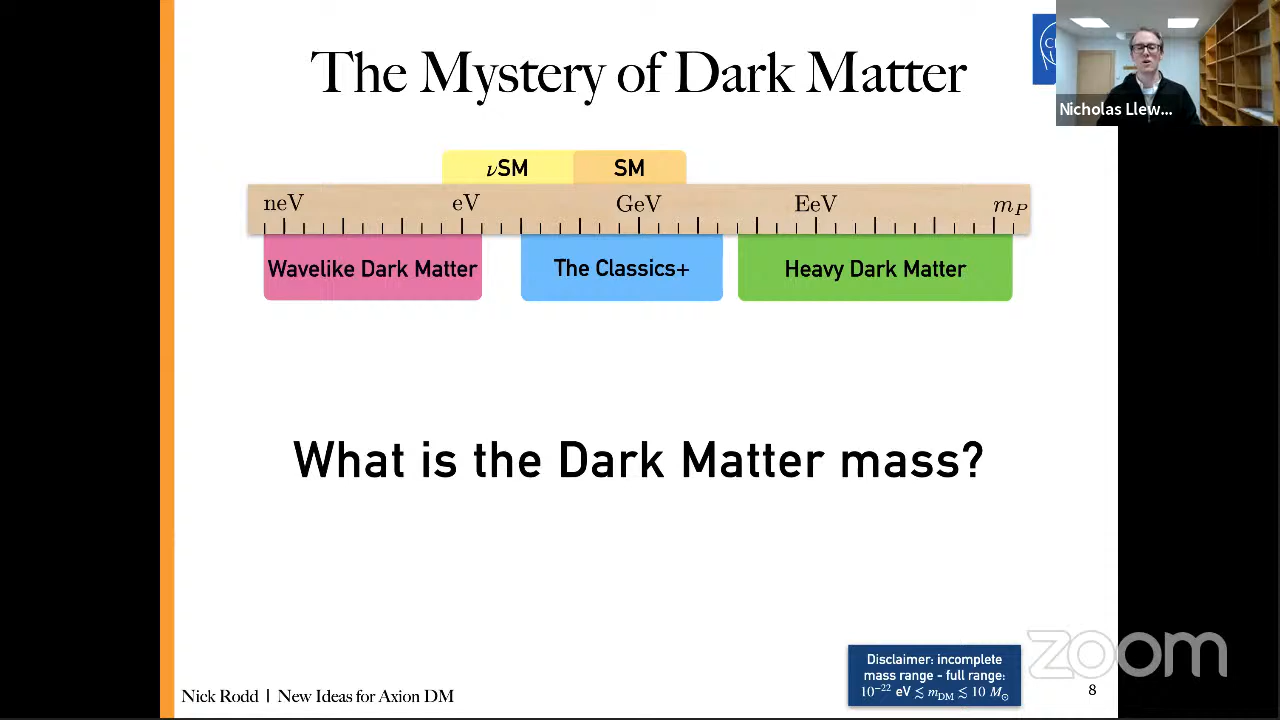 The Mystery of Dark Matter
Nicholas Llew...
νSM SM
neV eV GeV EeV m_P
Wavelike Dark Matter The Classics+ Heavy Dark Matter
What is the Dark Matter mass?
Disclaimer: incomplete
mass range - full range:
10⁻²² eV ≲ m_DM ≲ 10 M_⊙
Nick Rodd | New Ideas for Axion DM
8
zoom